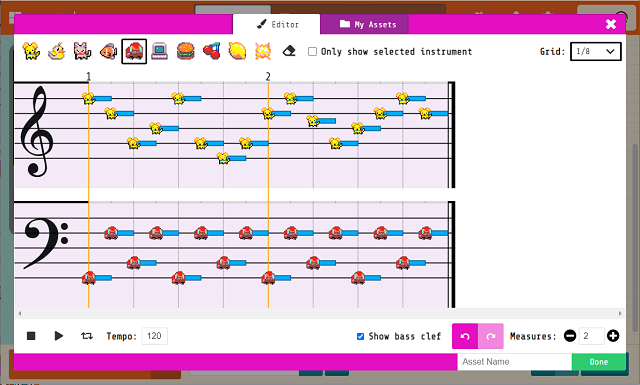 Editor
My Assets
Only show selected instrument
Grid: 1/8
1 2
Tempo: 120
Show bass clef
Measures: 2
Asset Name
Done